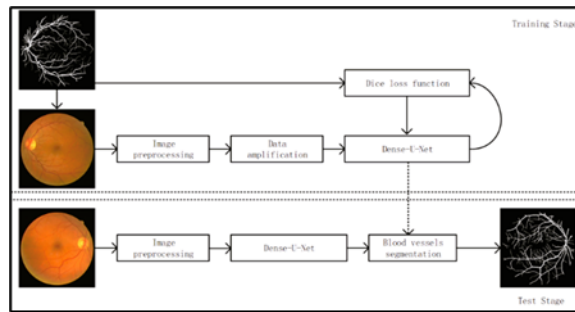 Training Stage
Dice loss function
Image
preprocessing
Data
amplification
Dense-U-Net
Image
preprocessing
Dense-U-Net
Blood vessels
segmentation
Test Stage